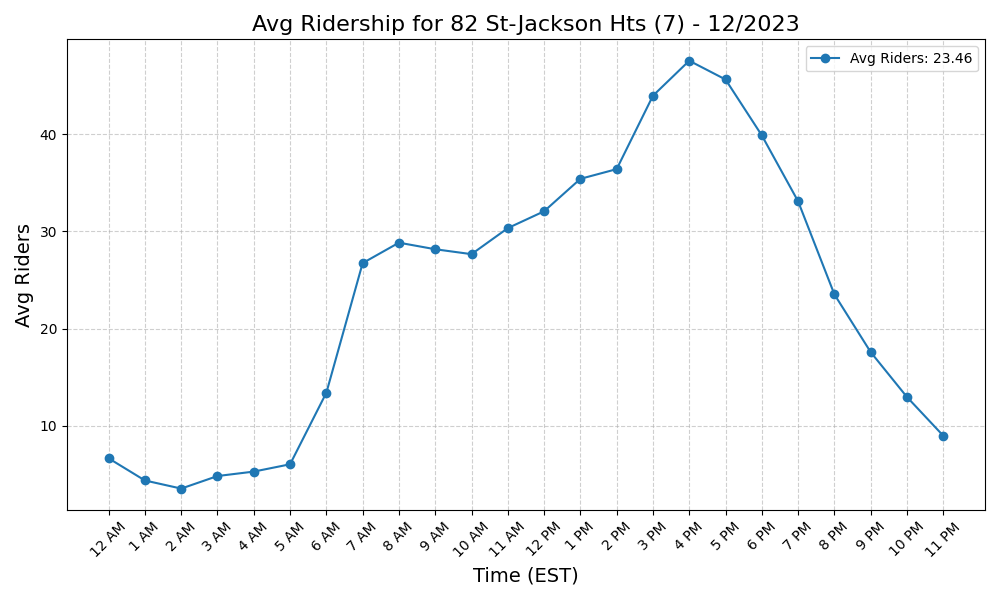 Avg Ridership for 82 St-Jackson Hts (7) - 12/2023
Avg Riders: 23.46
Avg Riders
40
30
20
10
12 AM
1 AM
2 AM
3 AM
4 AM
5 AM
6 AM
7 AM
8 AM
9 AM
10 AM
11 AM
12 PM
1 PM
2 PM
3 PM
4 PM
5 PM
6 PM
7 PM
8 PM
9 PM
10 PM
11 PM
Time (EST)